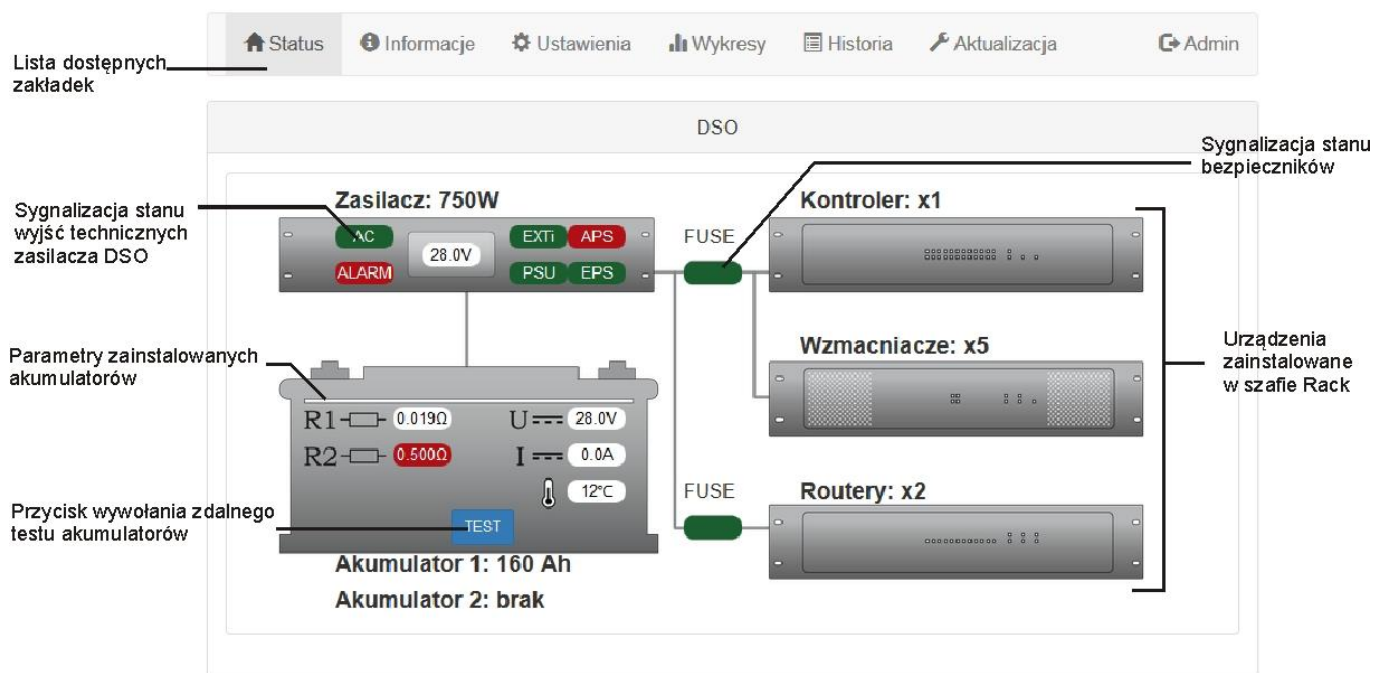 Status
Informacje
Ustawienia
Wykresy
Historia
Aktualizacja
Admin
Lista dostępnych
zakładek
DSO
Sygnalizacja stanu
bezpieczników
Zasilacz: 750W
Kontroler: x1
Sygnalizacja stanu
wyjść technicznych
zasilacza DSO
AC
28.0V
EXTi
APS
ALARM
PSU
EPS
FUSE
Parametry zainstalowanych
akumulatorów
Wzmacniacze: x5
Urządzenia
zainstalowane
w szafie Rack
R1
0.019Ω
U
28.0V
R2
0.500Ω
I
0.0A
12°C
FUSE
Routery: x2
Przycisk wywołania zdalnego
testu akumulatorów
TEST
Akumulator 1: 160 Ah
Akumulator 2: brak